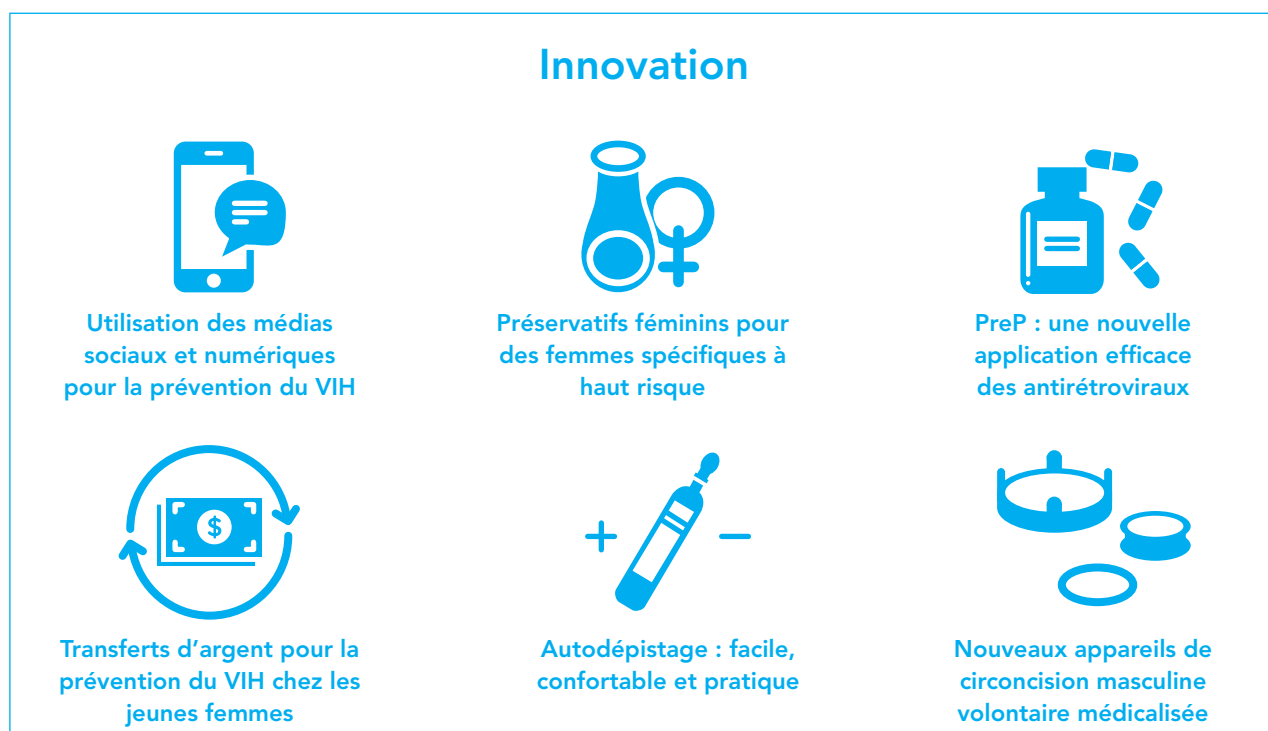 Innovation
Utilisation des médias
sociaux et numériques
pour la prévention du VIH
Préservatifs féminins pour
des femmes spécifiques à
haut risque
PreP : une nouvelle
application efficace
des antirétroviraux
$
Transferts d’argent pour la
prévention du VIH chez les
jeunes femmes
+ –
Autodépistage : facile,
confortable et pratique
Nouveaux appareils de
circoncision masculine
volontaire médicalisée